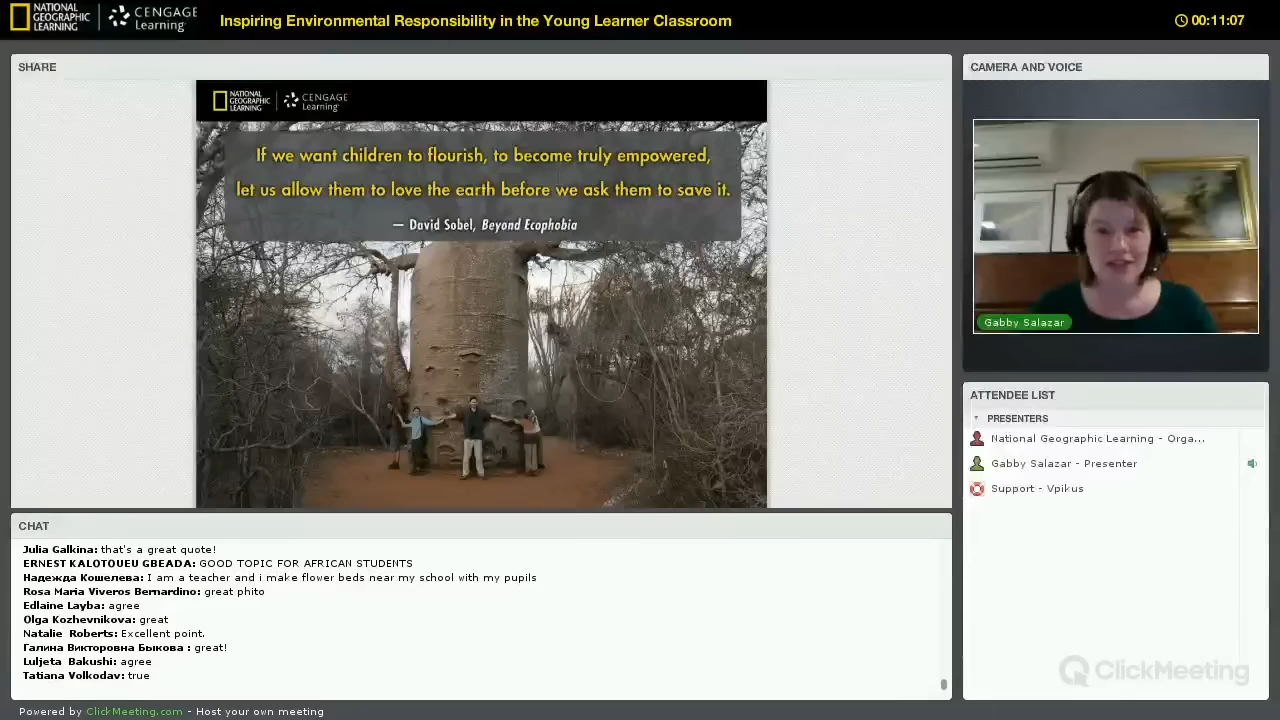 NATIONAL
GEOGRAPHIC
LEARNING
CENGAGE
Learning®
Inspiring Environmental Responsibility in the Young Learner Classroom
00:11:07
SHARE
NATIONAL
GEOGRAPHIC
LEARNING
CENGAGE
Learning®
If we want children to flourish, to become truly empowered,
let us allow them to love the earth before we ask them to save it.
— David Sobel, Beyond Ecophobia
CAMERA AND VOICE
Gabby Salazar
ATTENDEE LIST
PRESENTERS
National Geographic Learning - Orga...
Gabby Salazar - Presenter
Support - Vpikus
CHAT
Julia Galkina: that's a great quote!
ERNEST KALOTOUEU GBEADA: GOOD TOPIC FOR AFRICAN STUDENTS
Надежда Кошелева: I am a teacher and i make flower beds near my school with my pupils
Rosa Maria Viveros Bernardino: great phito
Edlaine Layba: agree
Olga Kozhevnikova: great
Natalie Roberts: Excellent point.
Галина Викторовна Быкова : great!
Luljeta Bakushi: agree
Tatiana Volkodav: true
ClickMeeting
Powered by ClickMeeting.com - Host your own meeting